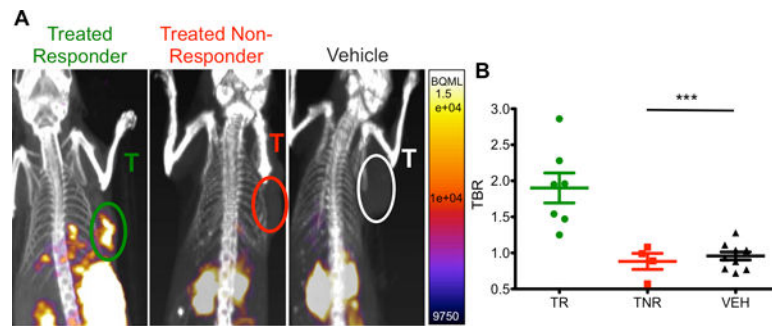 A
Treated
Responder
Treated Non-
Responder
Vehicle
T
T
T
BQML
1.5
e+04
1e+04
9750
B
***
TBR
3.0
2.5
2.0
1.5
1.0
0.5
TR
TNR
VEH